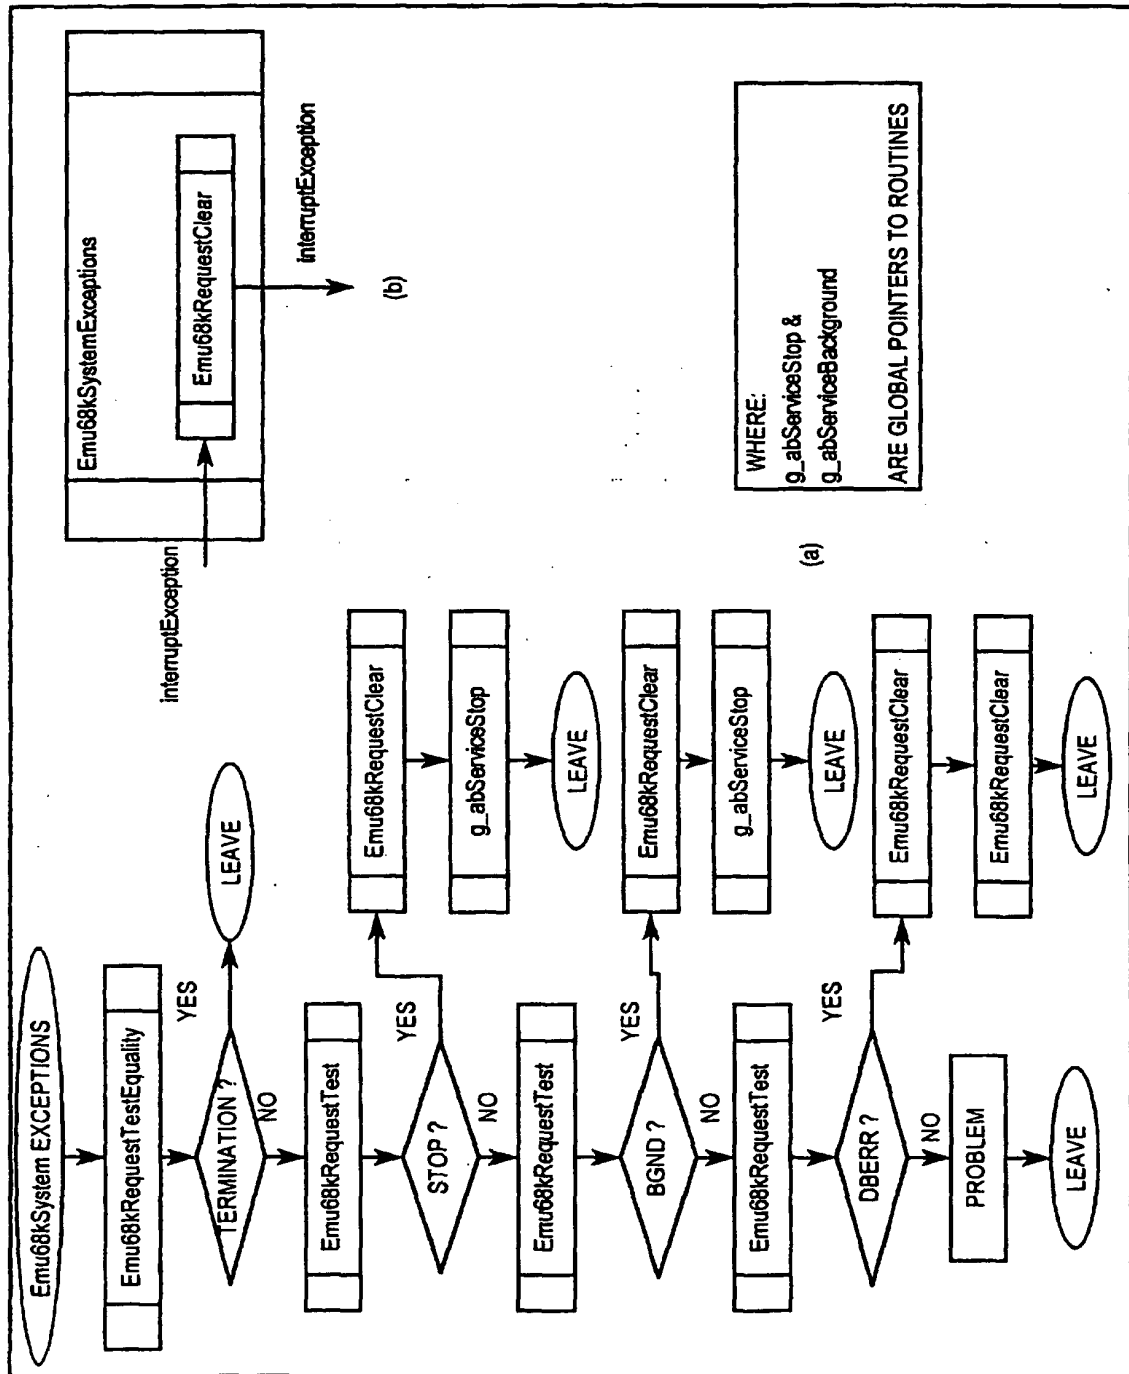 Emu68kSystem EXCEPTIONS
Emu68kRequestTestEquality
TERMINATION ?
YES
LEAVE
NO
Emu68kRequestTest
STOP ?
YES
Emu68kRequestClear
g_abServiceStop
LEAVE
NO
Emu68kRequestTest
BGND ?
YES
Emu68kRequestClear
g_abServiceStop
LEAVE
NO
Emu68kRequestTest
DBERR ?
YES
Emu68kRequestClear
Emu68kRequestClear
LEAVE
NO
PROBLEM
LEAVE
(a)
interruptException
Emu68kSystemExceptions
Emu68kRequestClear
interruptException
(b)
WHERE:
g_abServiceStop &
g_abServiceBackground
ARE GLOBAL POINTERS TO ROUTINES